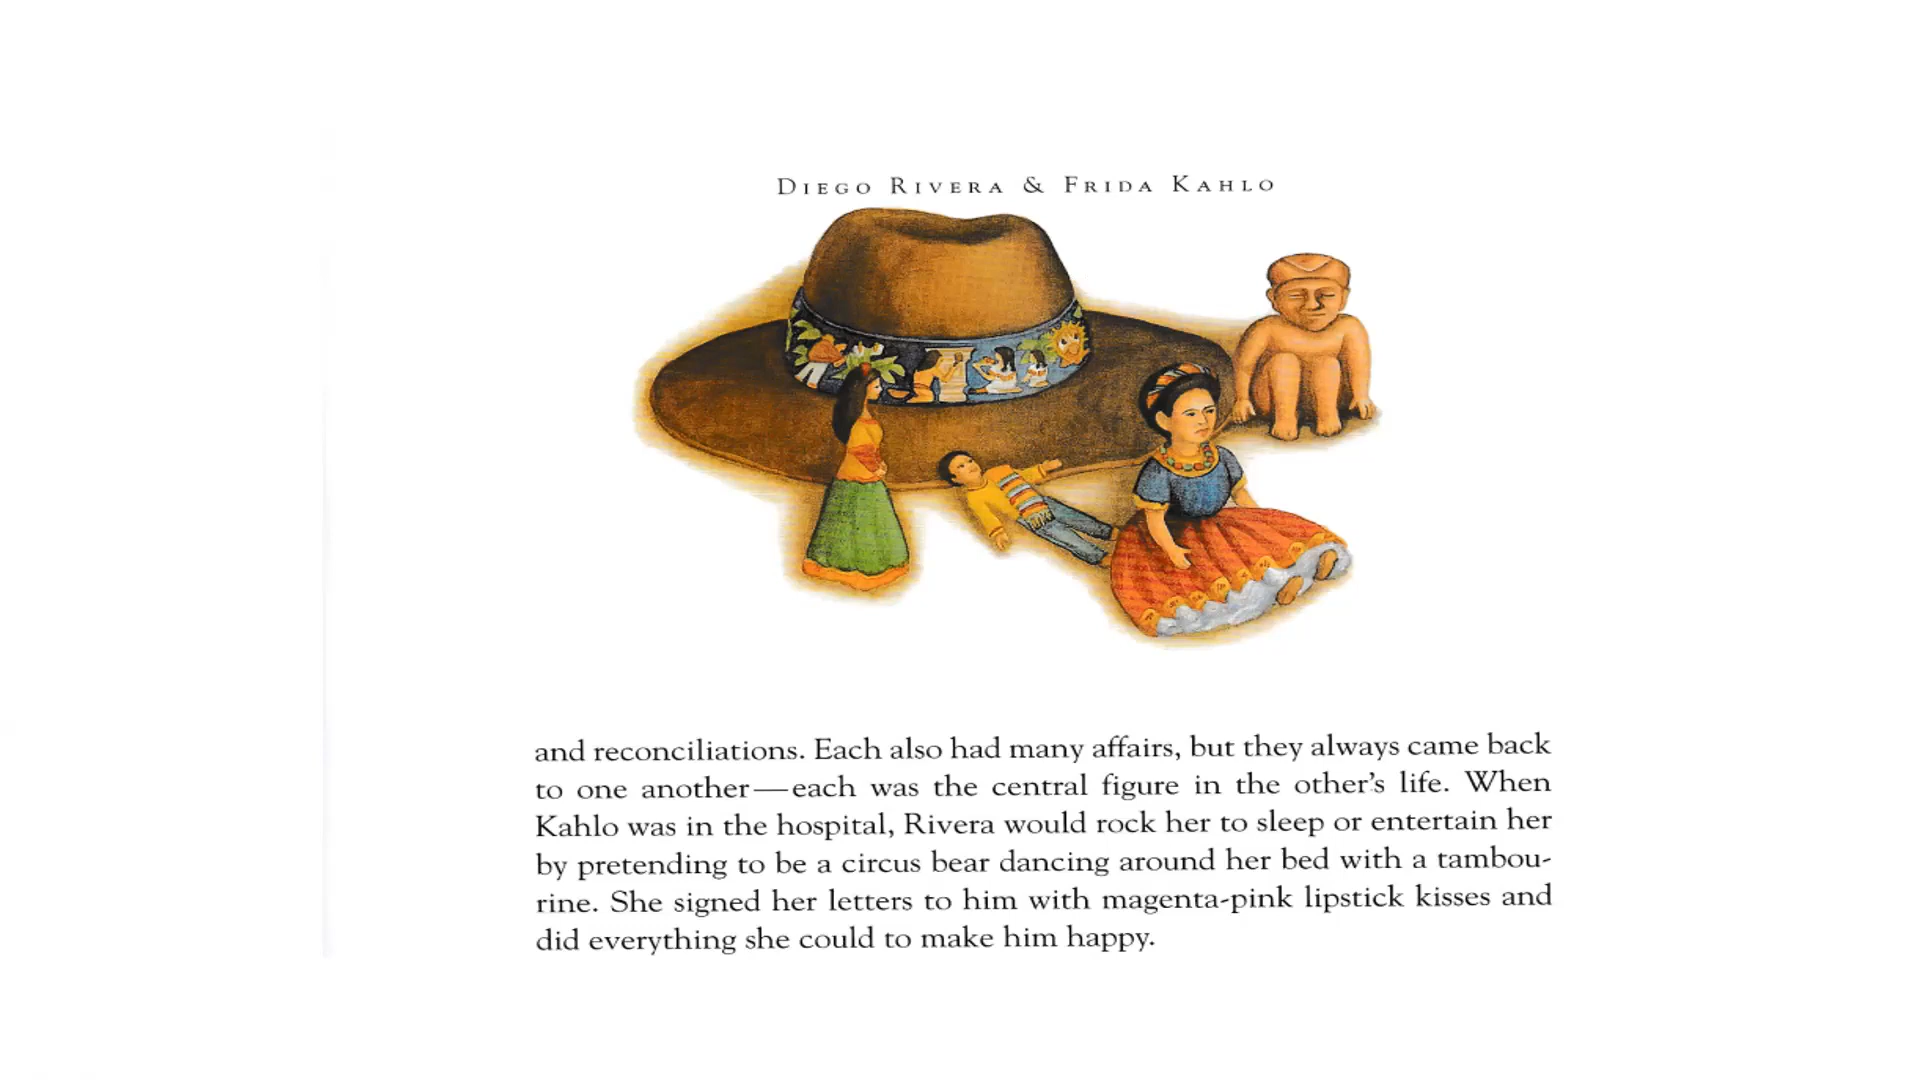 DIEGO RIVERA & FRIDA KAHLO
and reconciliations. Each also had many affairs, but they always came back
to one another—each was the central figure in the other's life. When
Kahlo was in the hospital, Rivera would rock her to sleep or entertain her
by pretending to be a circus bear dancing around her bed with a tambou-
rine. She signed her letters to him with magenta-pink lipstick kisses and
did everything she could to make him happy.